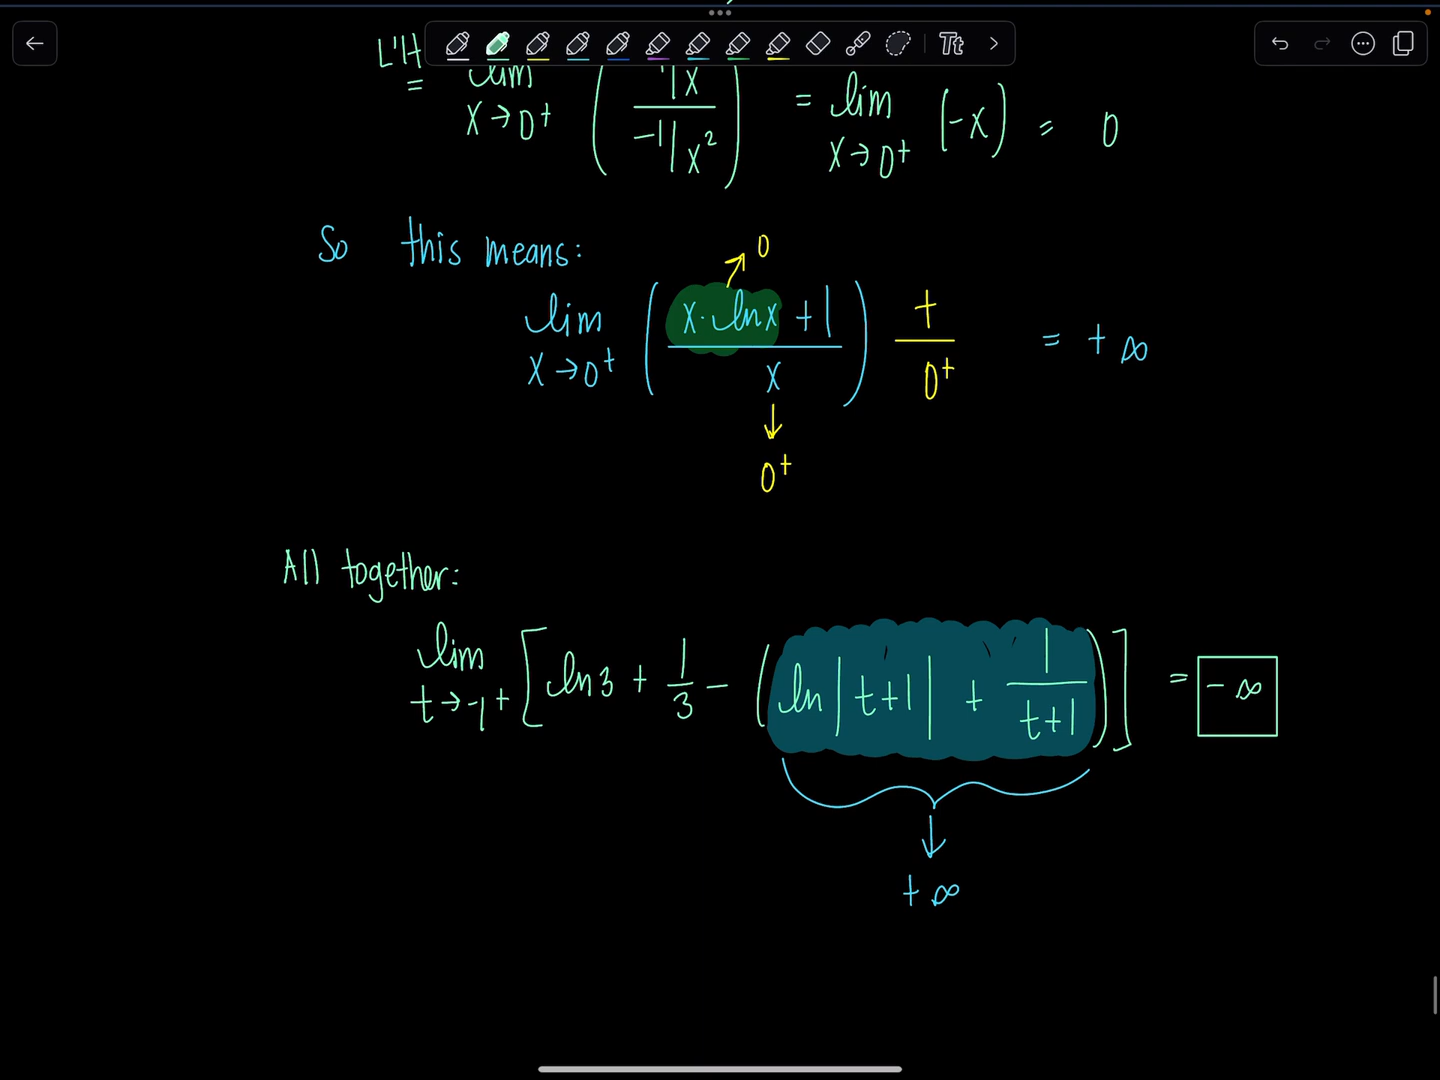 Tt
L'H = lim x→0⁺ ( 1/x / -1/x² ) = lim x→0⁺ (-x) = 0
So this means:
→ 0
lim x→0⁺ ( x·ln x + 1 / x ) + / 0⁺ = +∞
↓
0⁺
All together:
lim t→-1⁺ [ ln 3 + 1/3 - ( ln|t+1| + 1/(t+1) ) ] = -∞
↓
+∞